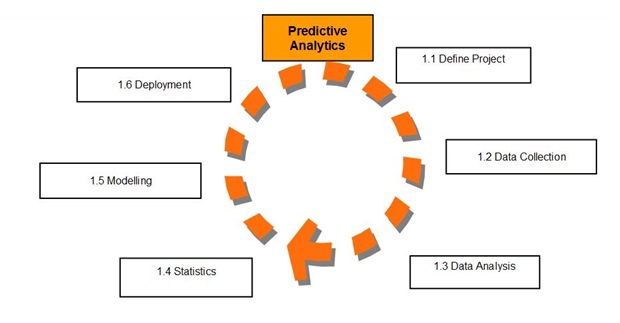 Predictive
Analytics
1.1 Define Project
1.2 Data Collection
1.3 Data Analysis
1.4 Statistics
1.5 Modelling
1.6 Deployment